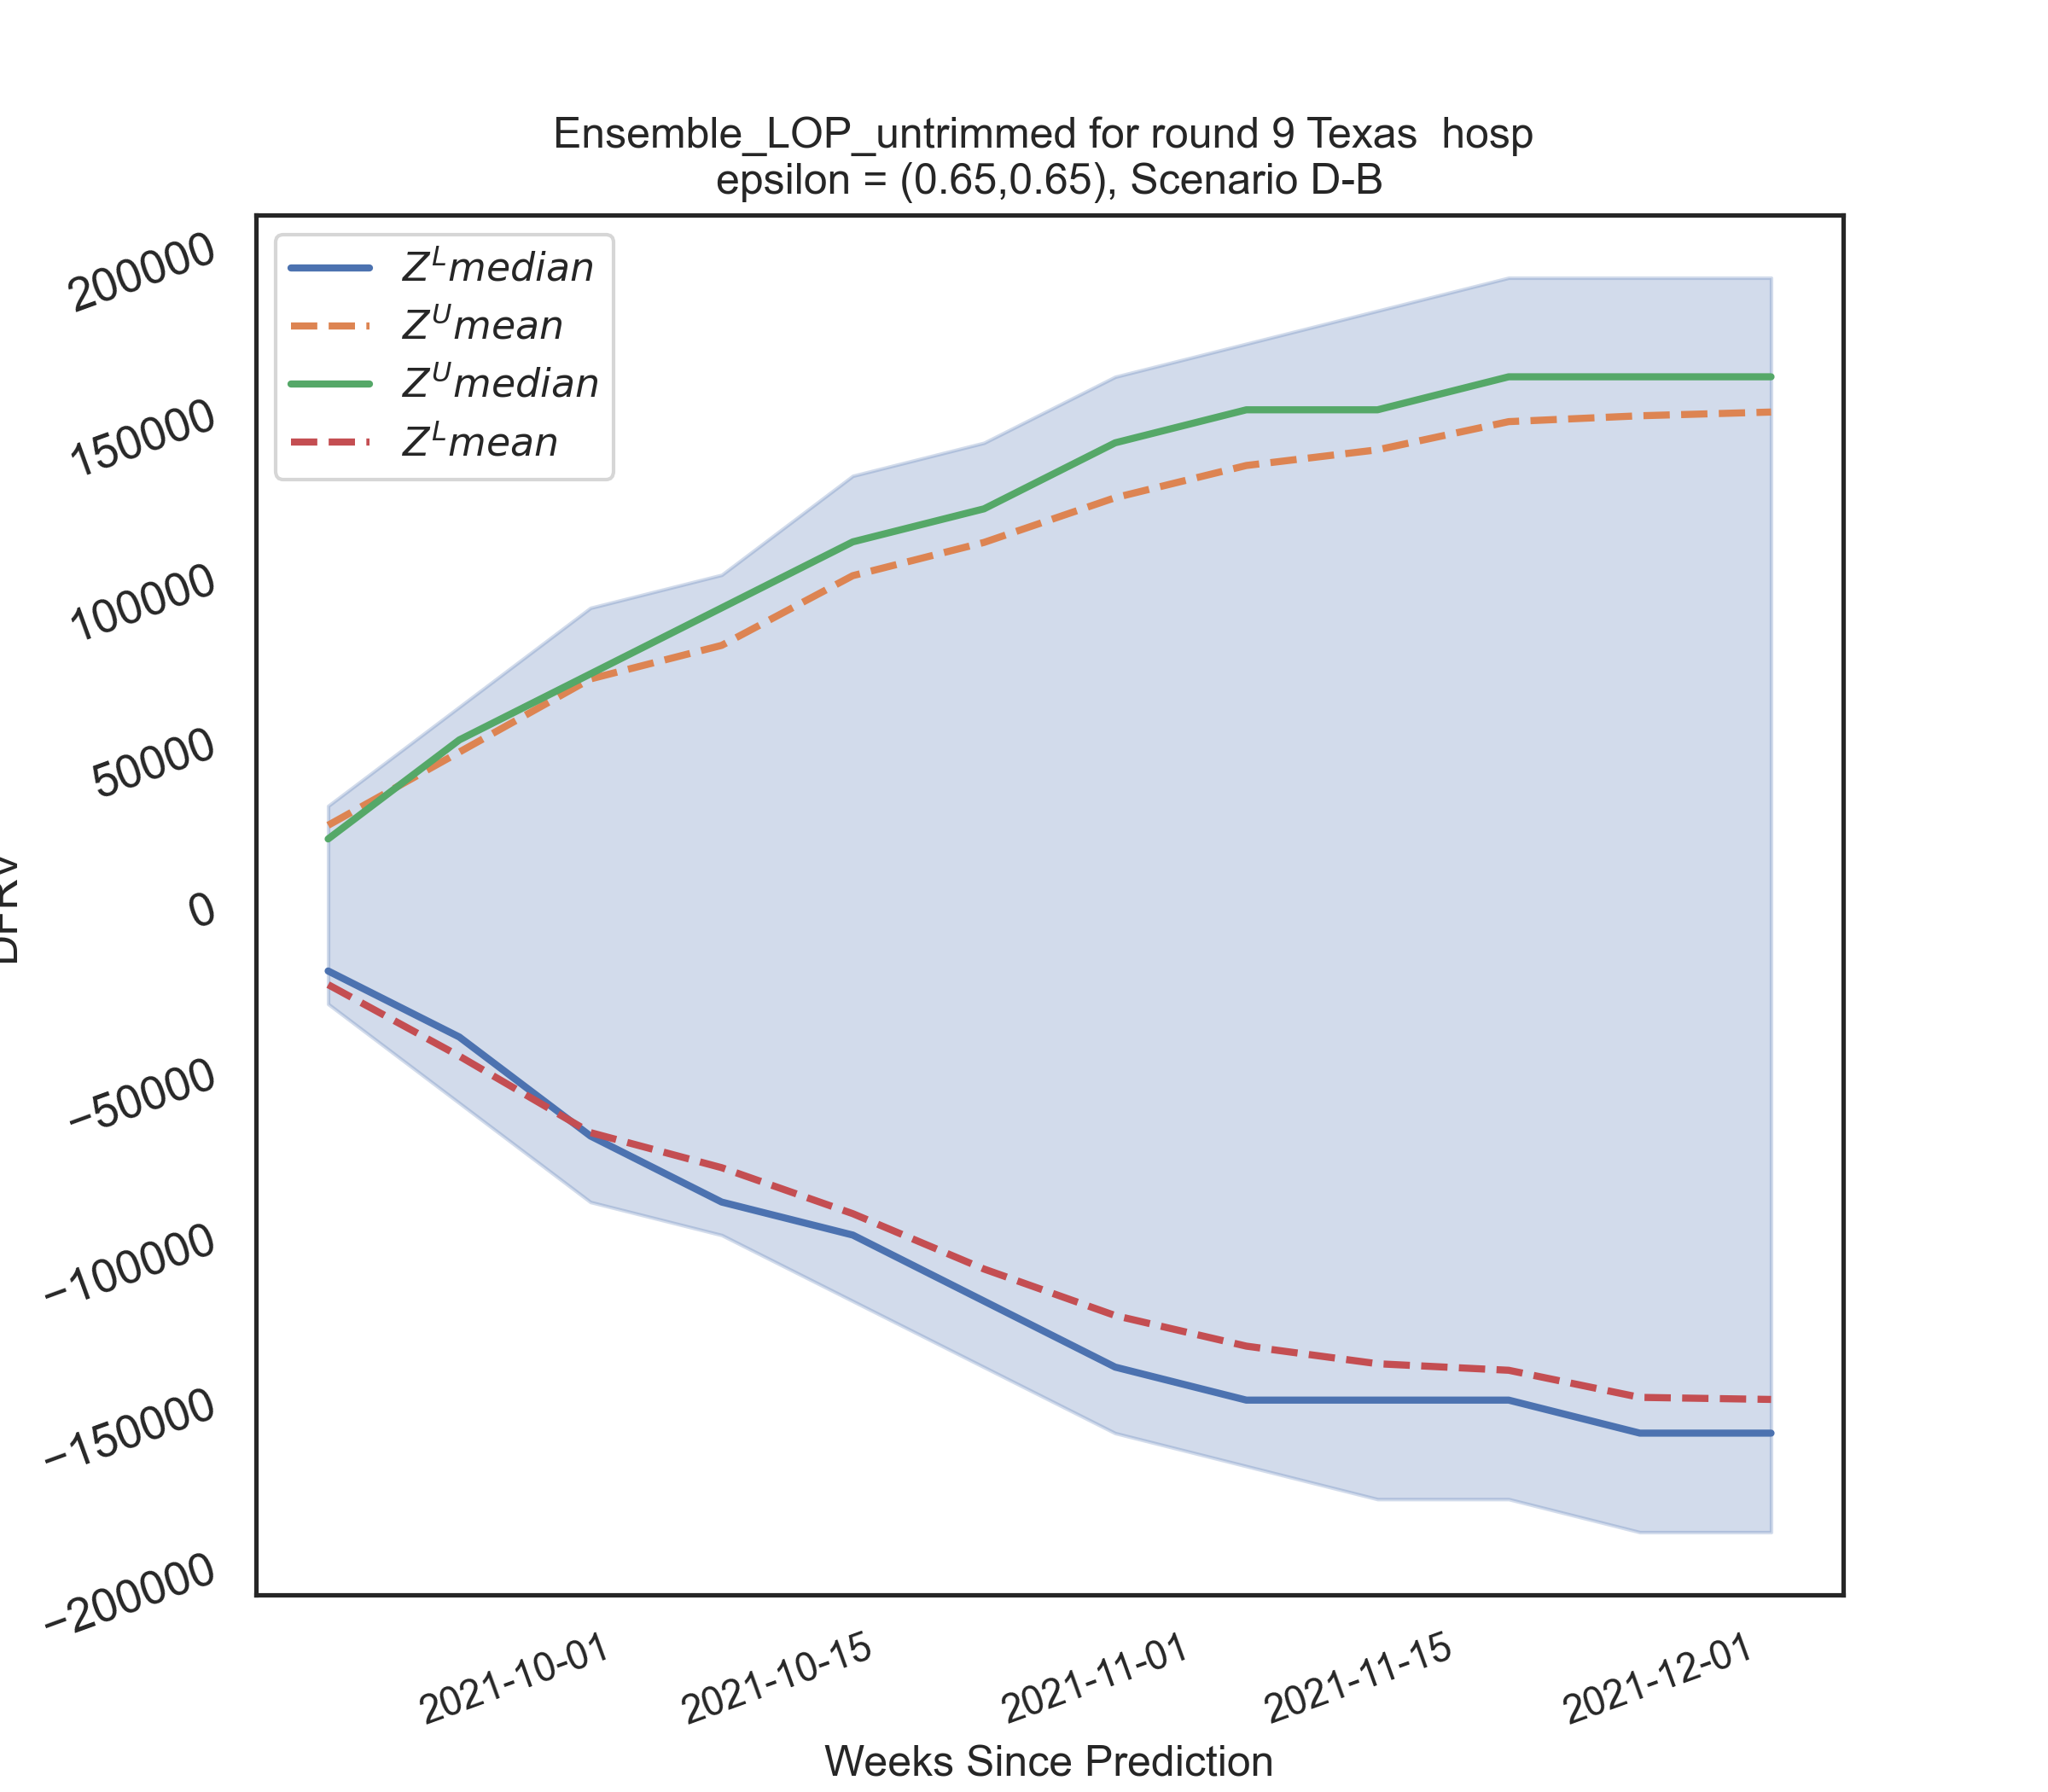 Ensemble_LOP_untrimmed for round 9 Texas  hosp
epsilon = (0.65,0.65), Scenario D-B
Z^L median
Z^U mean
Z^U median
Z^L mean
200000
150000
100000
50000
0
−50000
−100000
−150000
−200000
2021-10-01
2021-10-15
2021-11-01
2021-11-15
2021-12-01
Weeks Since Prediction